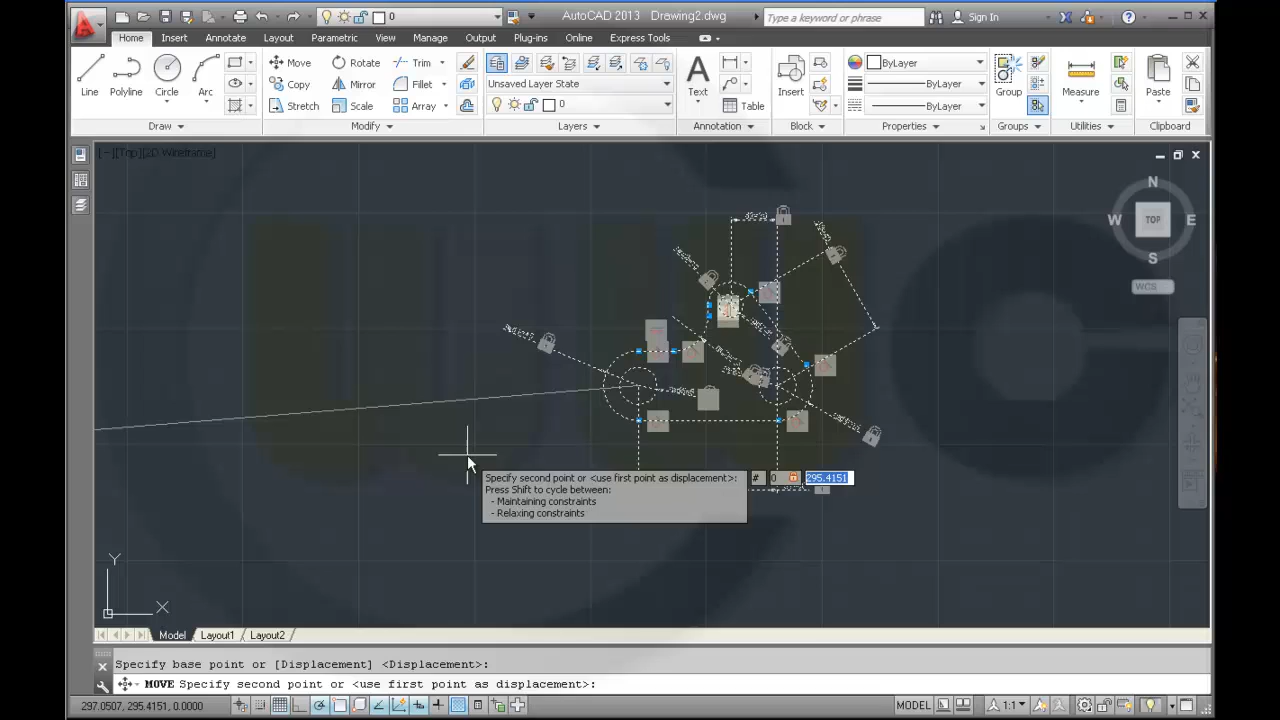 AutoCAD 2013 Drawing2.dwg
Type a keyword or phrase
Sign In
0
Home Insert Annotate Layout Parametric View Manage Output Plug-ins Online Express Tools
Line Polyline Circle Arc
Move Rotate Trim
Copy Mirror Fillet
Stretch Scale Array
Unsaved Layer State
0
Text
Table
Insert
ByLayer
ByLayer
ByLayer
Group
Measure
Paste
Draw Modify Layers Annotation Block Properties Groups Utilities Clipboard
[−][Top][2D Wireframe]
N
W TOP E
S
WCS
Specify second point or <use first point as displacement>: # 0 295.4151
Press Shift to cycle between:
- Maintaining constraints
- Relaxing constraints
Y
X
Model Layout1 Layout2
Specify base point or [Displacement] <Displacement>:
MOVE Specify second point or <use first point as displacement>:
297.0507, 295.4151, 0.0000
MODEL
1:1